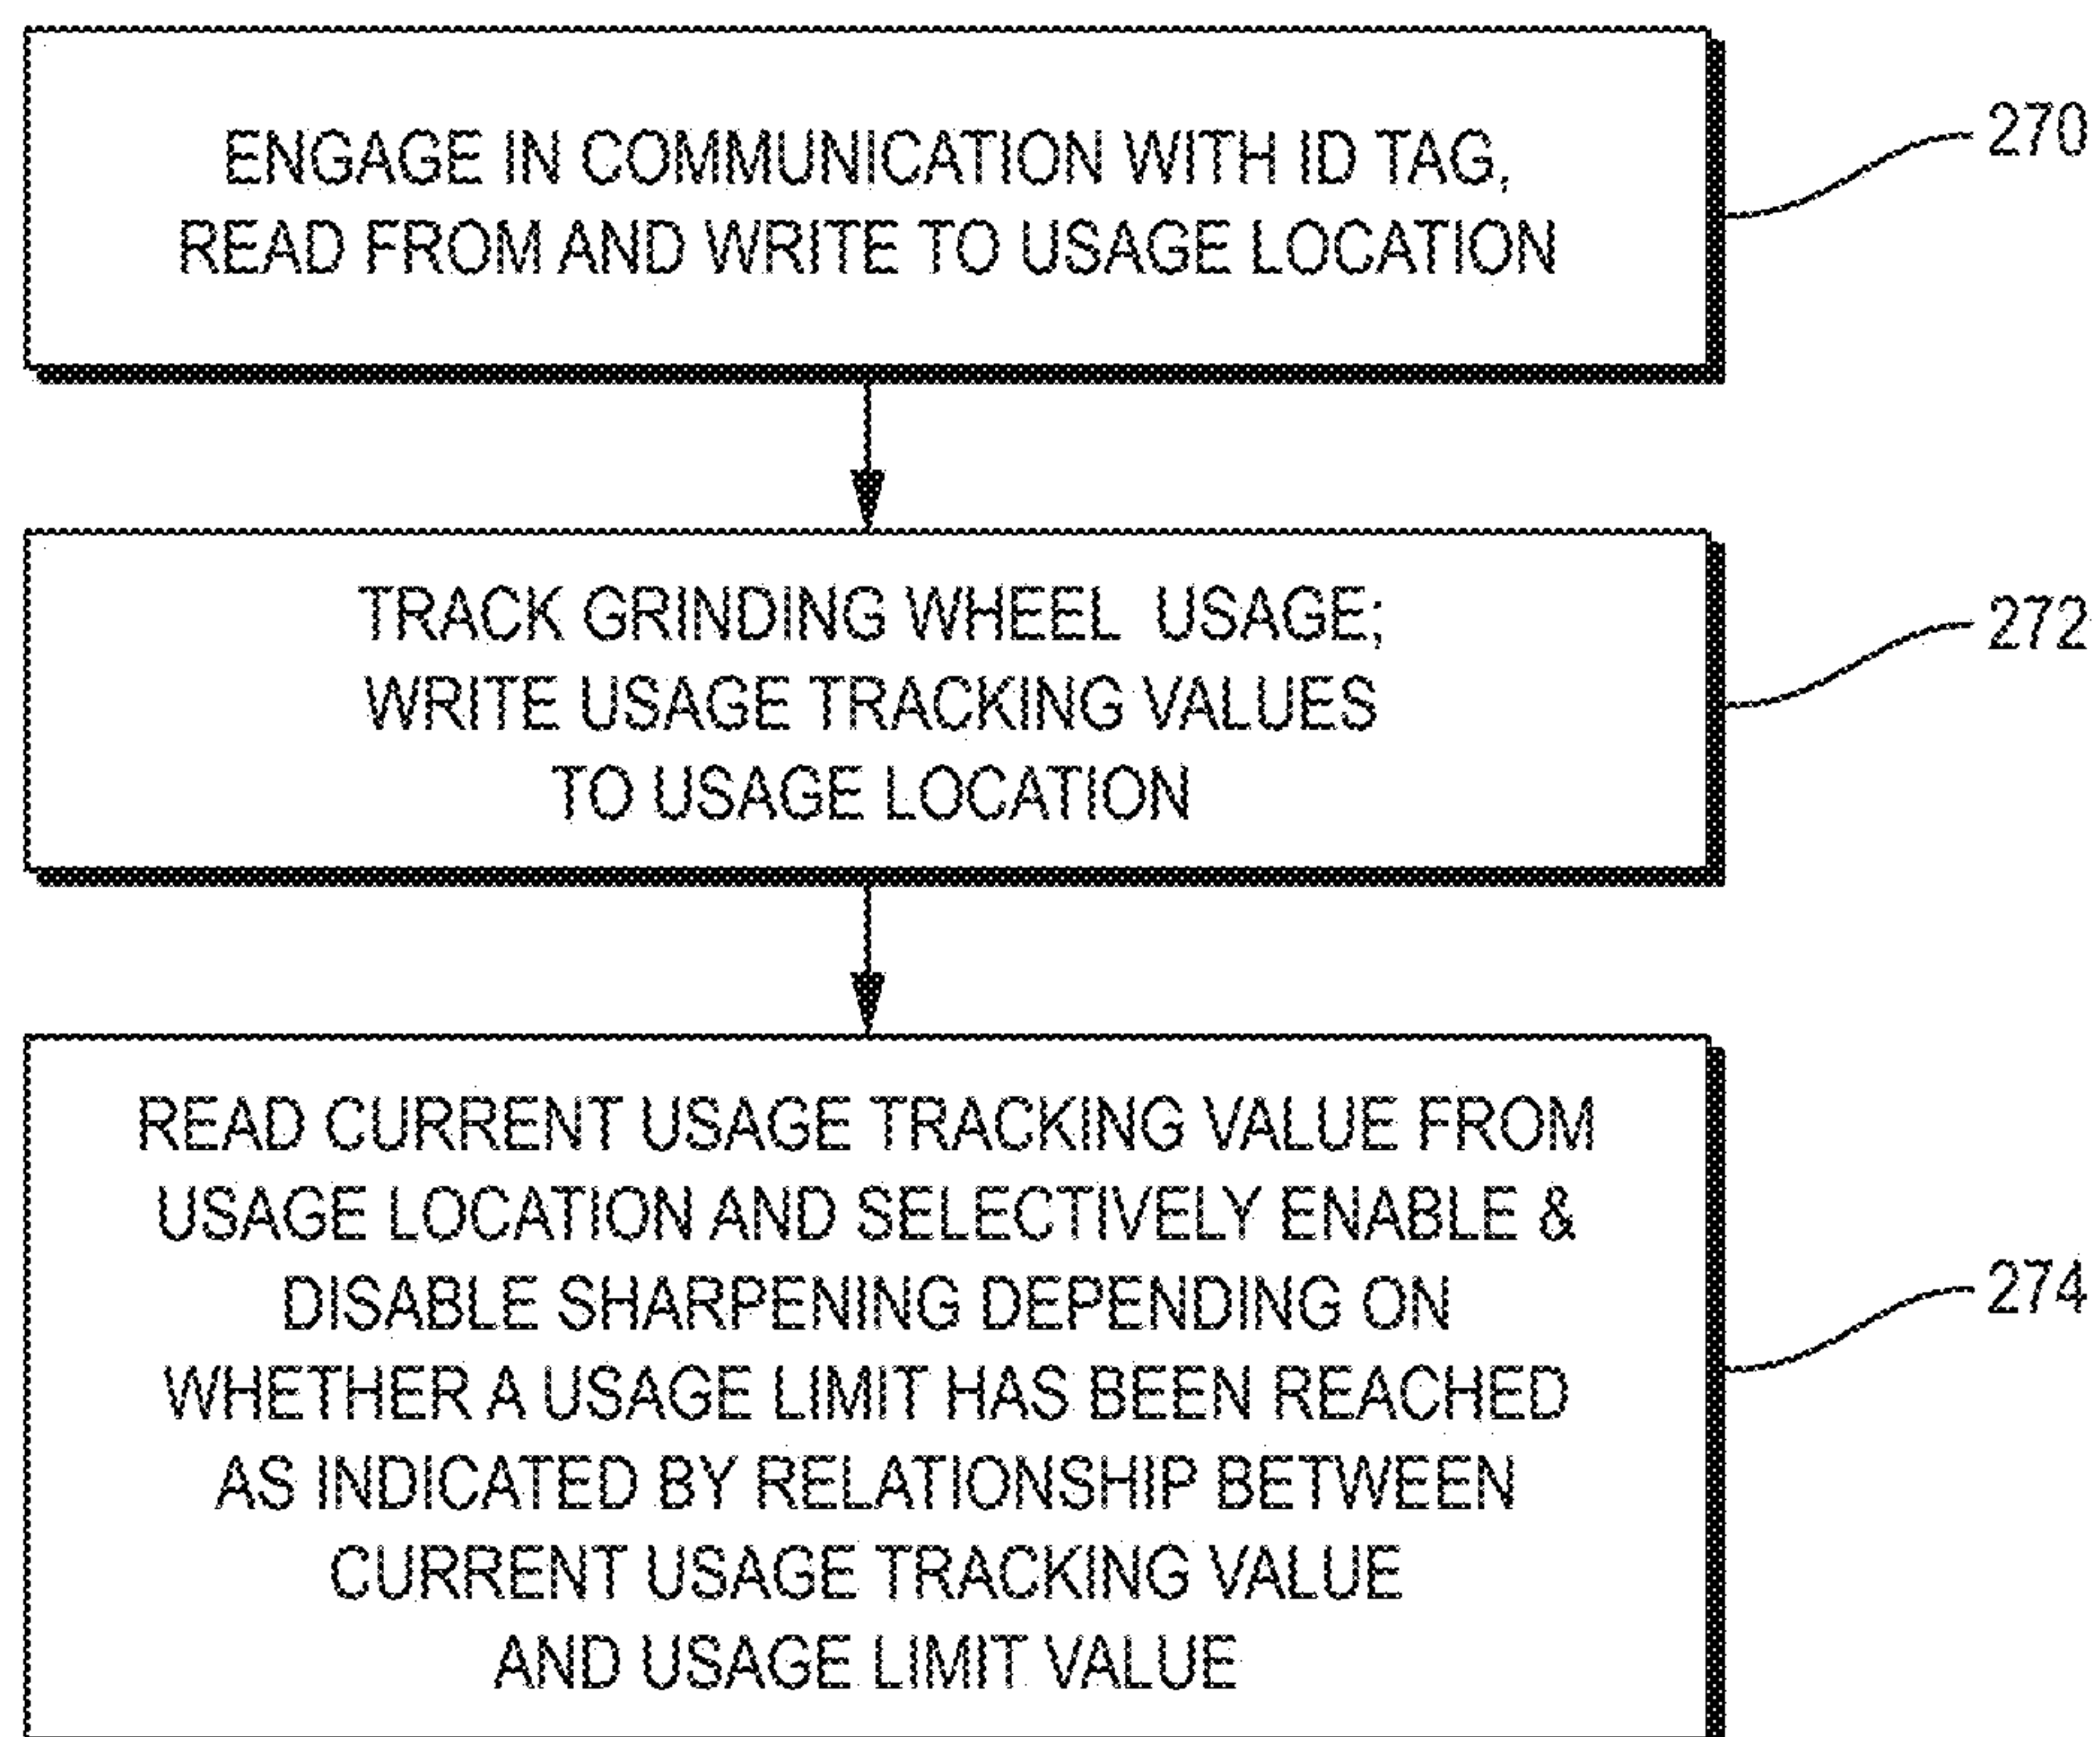 ENGAGE IN COMMUNICATION WITH ID TAG,
READ FROM AND WRITE TO USAGE LOCATION
270
TRACK GRINDING WHEEL USAGE;
WRITE USAGE TRACKING VALUES
TO USAGE LOCATION
272
READ CURRENT USAGE TRACKING VALUE FROM
USAGE LOCATION AND SELECTIVELY ENABLE &
DISABLE SHARPENING DEPENDING ON
WHETHER A USAGE LIMIT HAS BEEN REACHED
AS INDICATED BY RELATIONSHIP BETWEEN
CURRENT USAGE TRACKING VALUE
AND USAGE LIMIT VALUE
274